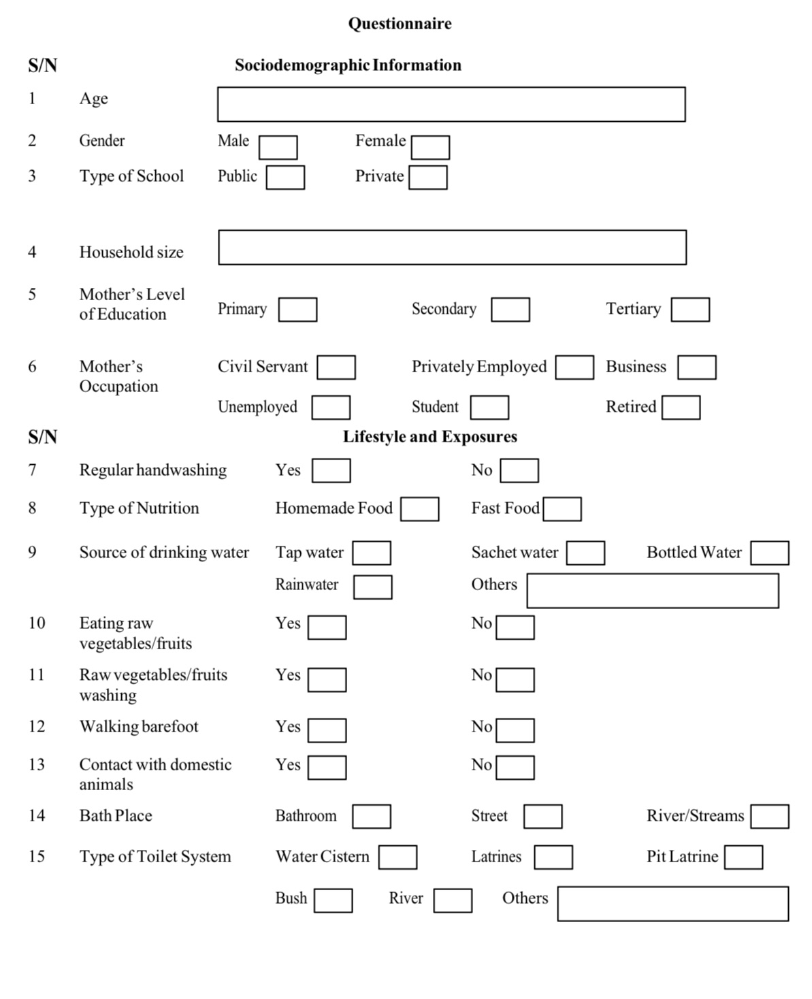 Questionnaire
S/N Sociodemographic Information
1 Age
2 Gender Male Female
3 Type of School Public Private
4 Household size
5 Mother’s Level
of Education Primary Secondary Tertiary
6 Mother’s Civil Servant Privately Employed Business
Occupation
Unemployed Student Retired
S/N Lifestyle and Exposures
7 Regular handwashing Yes No
8 Type of Nutrition Homemade Food Fast Food
9 Source of drinking water Tap water Sachet water Bottled Water
Rainwater Others
10 Eating raw Yes No
vegetables/fruits
11 Raw vegetables/fruits Yes No
washing
12 Walking barefoot Yes No
13 Contact with domestic Yes No
animals
14 Bath Place Bathroom Street River/Streams
15 Type of Toilet System Water Cistern Latrines Pit Latrine
Bush River Others